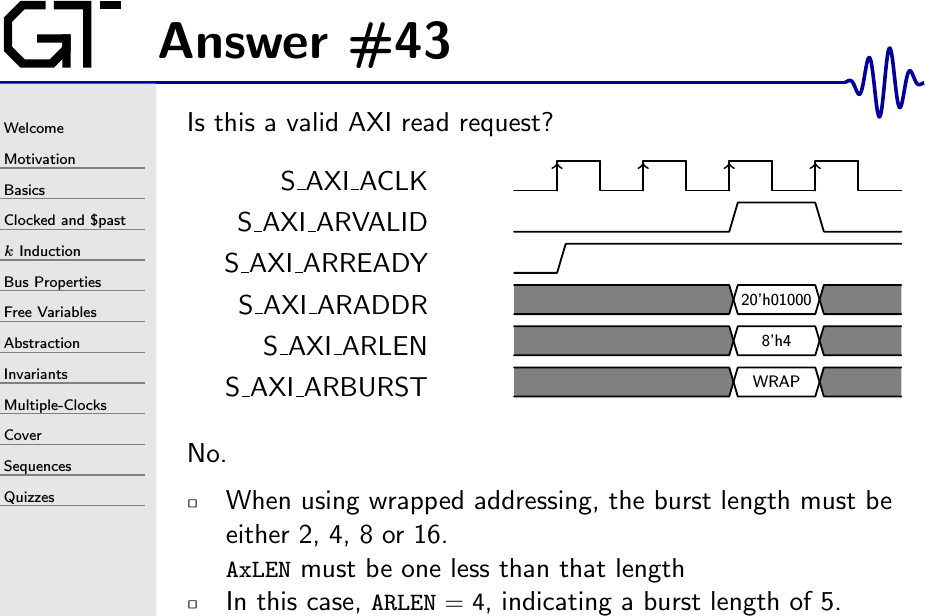 GT
Answer #43
Welcome
Motivation
Basics
Clocked and $past
k Induction
Bus Properties
Free Variables
Abstraction
Invariants
Multiple-Clocks
Cover
Sequences
Quizzes
Is this a valid AXI read request?
S_AXI_ACLK
S_AXI_ARVALID
S_AXI_ARREADY
S_AXI_ARADDR 20'h01000
S_AXI_ARLEN 8'h4
S_AXI_ARBURST WRAP
No.
When using wrapped addressing, the burst length must be
either 2, 4, 8 or 16.
AxLEN must be one less than that length
In this case, ARLEN = 4, indicating a burst length of 5.